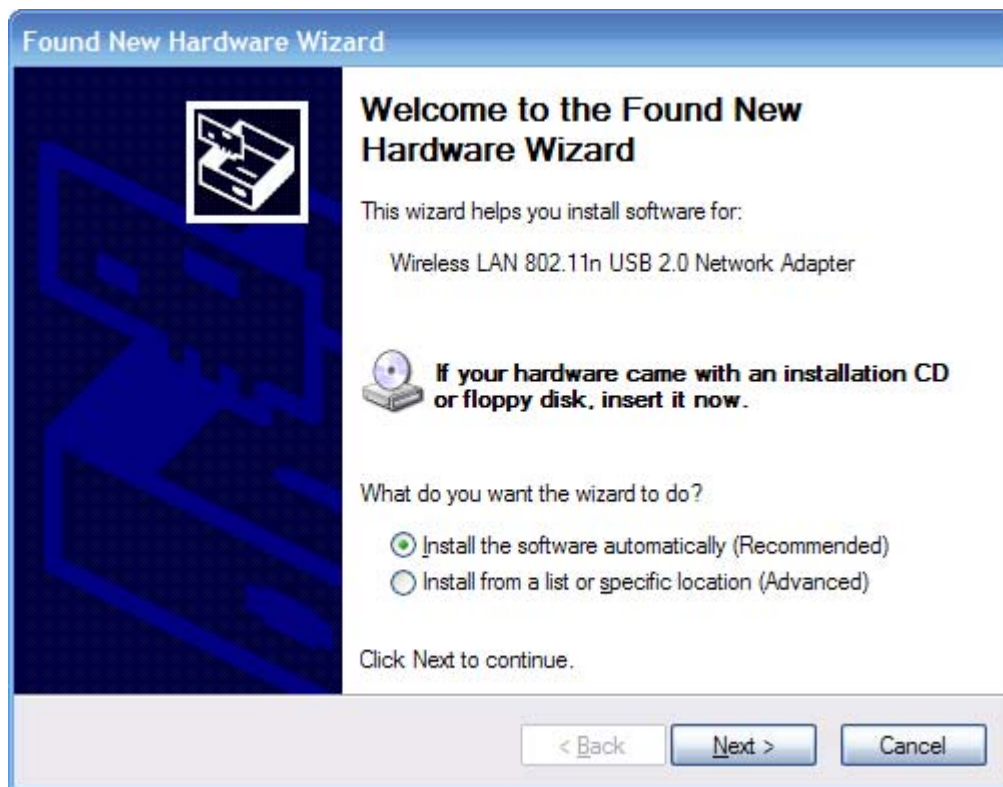 Found New Hardware Wizard
Welcome to the Found New
Hardware Wizard
This wizard helps you install software for:
Wireless LAN 802.11n USB 2.0 Network Adapter
If your hardware came with an installation CD
or floppy disk, insert it now.
What do you want the wizard to do?
Install the software automatically (Recommended)
Install from a list or specific location (Advanced)
Click Next to continue.
< Back Next > Cancel